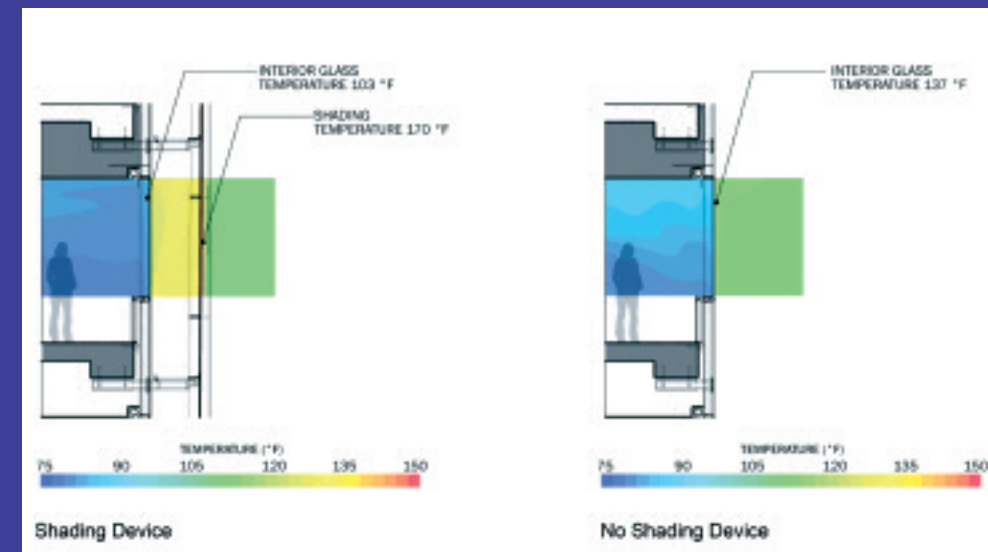 INTERIOR GLASS
TEMPERATURE 103 °F
SHADING
TEMPERATURE 170 °F
TEMPERATURE (°F)
75 90 105 120 135 150
Shading Device
INTERIOR GLASS
TEMPERATURE 137 °F
TEMPERATURE (°F)
75 90 105 120 135 150
No Shading Device